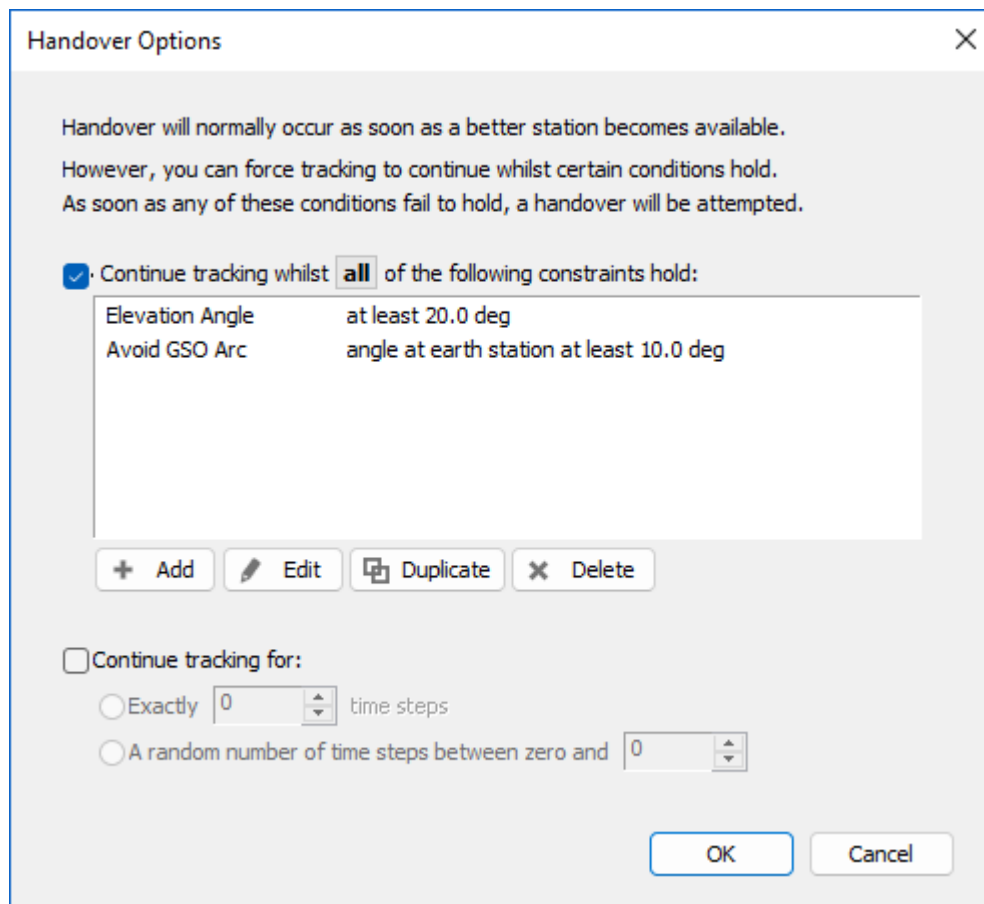 Handover Options
Handover will normally occur as soon as a better station becomes available.
However, you can force tracking to continue whilst certain conditions hold.
As soon as any of these conditions fail to hold, a handover will be attempted.
Continue tracking whilst all of the following constraints hold:
Elevation Angle at least 20.0 deg
Avoid GSO Arc angle at earth station at least 10.0 deg
Add Edit Duplicate Delete
Continue tracking for:
Exactly 0 time steps
A random number of time steps between zero and 0
OK Cancel